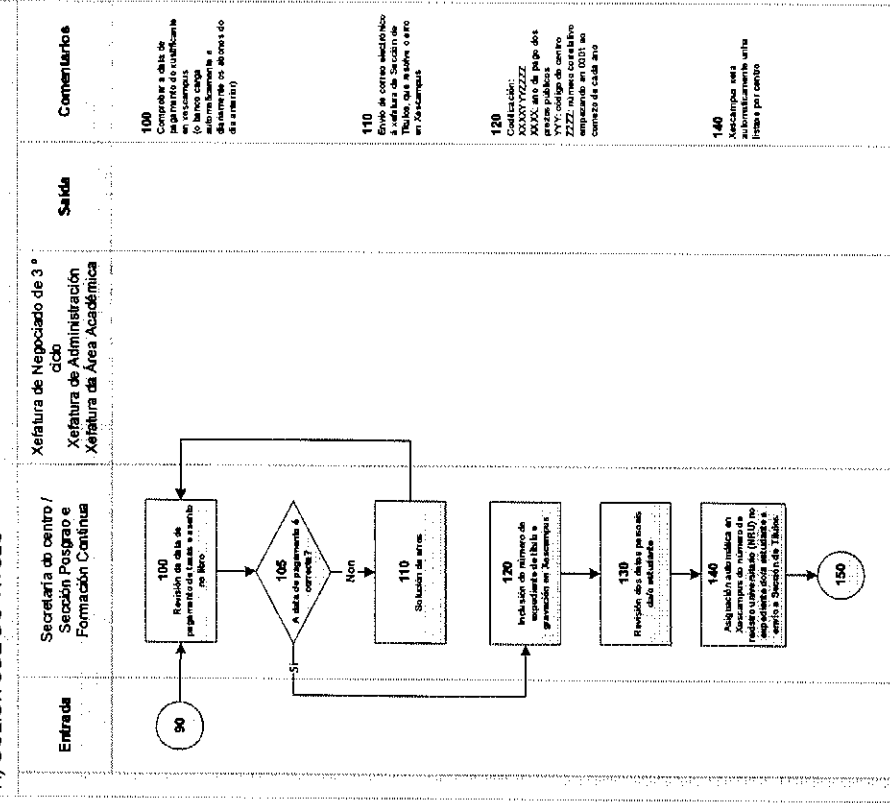 Entrada
Secretaría do centro /
Sección Posgrao e
Formación Continua
Xefatura de Negociado de 3º
ciclo
Xefatura de Administración
Xefatura da Área Académica
Saída
Comentarios
90
100
Revisión da data de
pagamento de taxas e asento
no libro
105
A data de pagamento é
correcta?
Si
Non
110
Solución de erros
120
Inclusión do número de
expediente de título e
gravación en Xescampus
130
Revisión dos datos persoais
da/o estudante
140
Asignación automática en
Xescampus do número de
rexistro universitario (NRU) no
expediente do/a estudante e
envío a Sección de Títulos
150
100
Comprobar a data de
pagamento do xustificante
en xescampus
(o banco carga
automaticamente e
diariamente os abonos do
día anterior)
110
Envío de correo electrónico
á xefatura de Sección de
Títulos, que resolve o erro
en Xescampus
120
Codificación:
XXXXYYYZZZZ
XXXX: ano de pago dos
prezos públicos
YYY: código do centro
ZZZZ: número correlativo
empezando en 0001 ao
comezo de cada ano
140
Xescampus xera
automaticamente unha
listaxe por centro